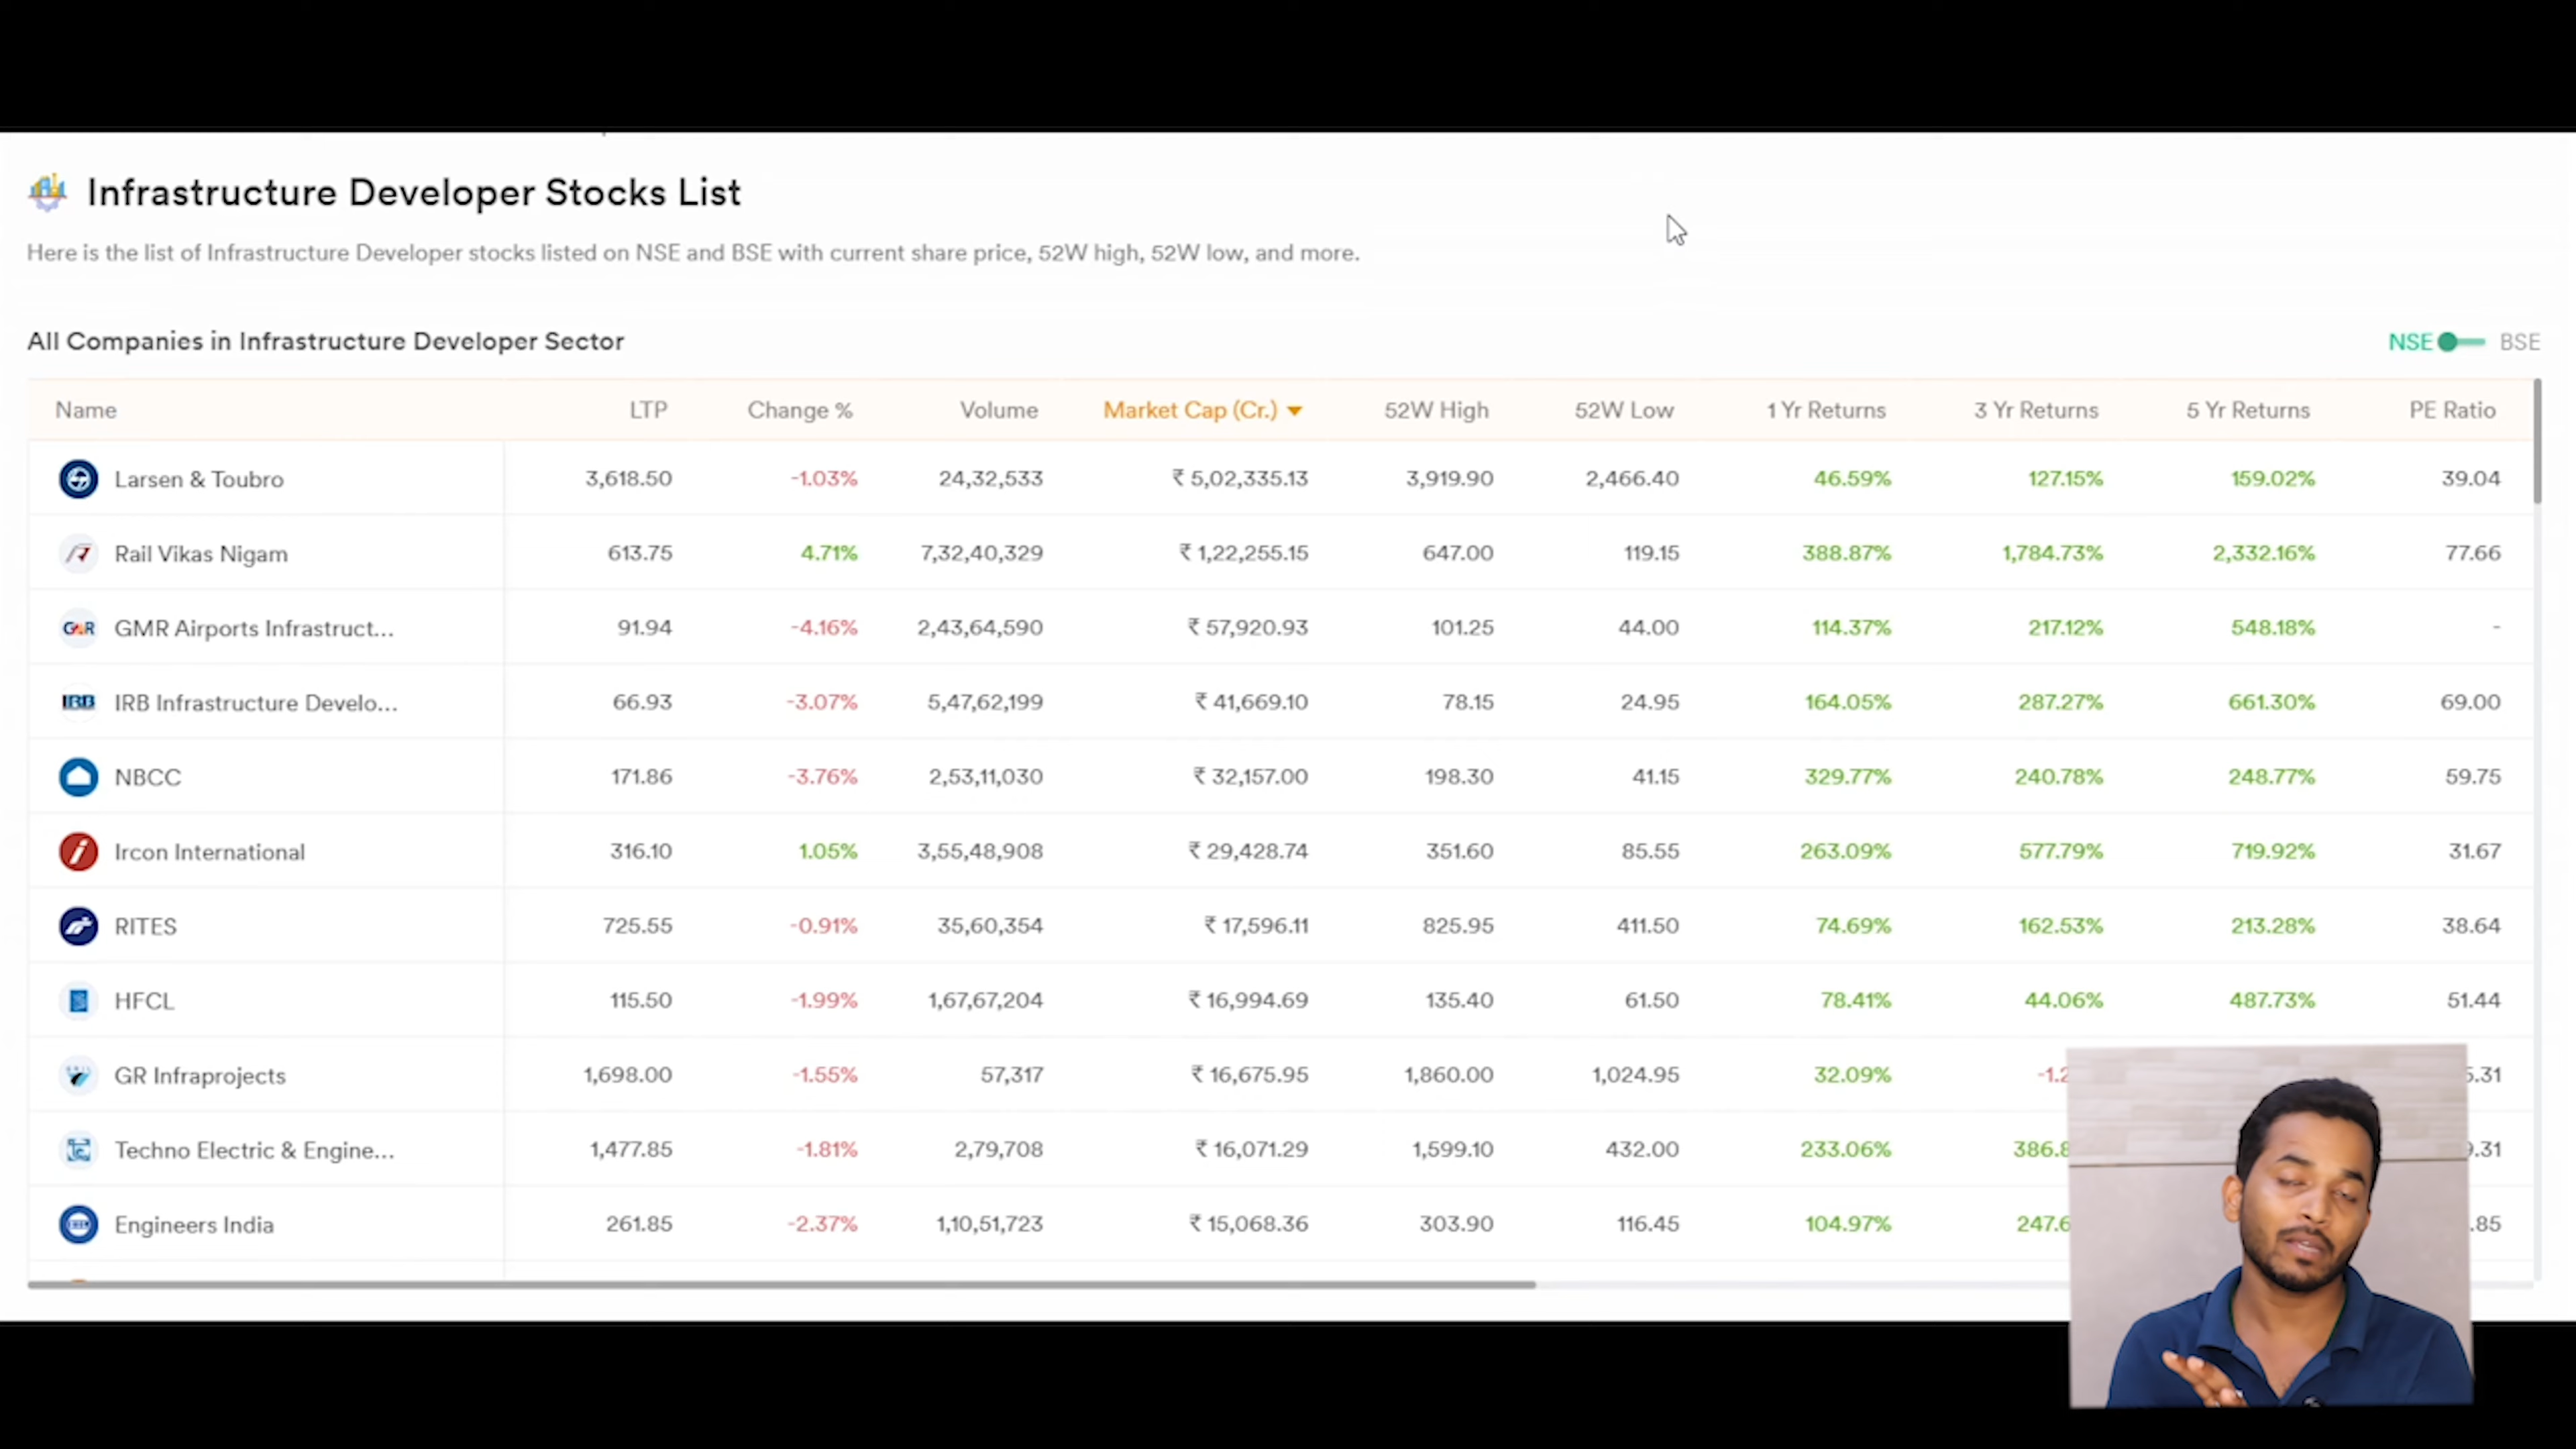 Infrastructure Developer Stocks List
Here is the list of Infrastructure Developer stocks listed on NSE and BSE with current share price, 52W high, 52W low, and more.
All Companies in Infrastructure Developer Sector NSE BSE
Name LTP Change % Volume Market Cap (Cr.) 52W High 52W Low 1 Yr Returns 3 Yr Returns 5 Yr Returns PE Ratio
Larsen & Toubro 3,618.50 -1.03% 24,32,533 ₹ 5,02,335.13 3,919.90 2,466.40 46.59% 127.15% 159.02% 39.04
Rail Vikas Nigam 613.75 4.71% 7,32,40,329 ₹ 1,22,255.15 647.00 119.15 388.87% 1,784.73% 2,332.16% 77.66
GMR GMR Airports Infrastruct... 91.94 -4.16% 2,43,64,590 ₹ 57,920.93 101.25 44.00 114.37% 217.12% 548.18% -
IRB IRB Infrastructure Develo... 66.93 -3.07% 5,47,62,199 ₹ 41,669.10 78.15 24.95 164.05% 287.27% 661.30% 69.00
NBCC 171.86 -3.76% 2,53,11,030 ₹ 32,157.00 198.30 41.15 329.77% 240.78% 248.77% 59.75
Ircon International 316.10 1.05% 3,55,48,908 ₹ 29,428.74 351.60 85.55 263.09% 577.79% 719.92% 31.67
RITES 725.55 -0.91% 35,60,354 ₹ 17,596.11 825.95 411.50 74.69% 162.53% 213.28% 38.64
HFCL 115.50 -1.99% 1,67,67,204 ₹ 16,994.69 135.40 61.50 78.41% 44.06% 487.73% 51.44
GR Infraprojects 1,698.00 -1.55% 57,317 ₹ 16,675.95 1,860.00 1,024.95 32.09% -1.2 5.31
Techno Electric & Engine... 1,477.85 -1.81% 2,79,708 ₹ 16,071.29 1,599.10 432.00 233.06% 386.8 9.31
Engineers India 261.85 -2.37% 1,10,51,723 ₹ 15,068.36 303.90 116.45 104.97% 247.6 .85